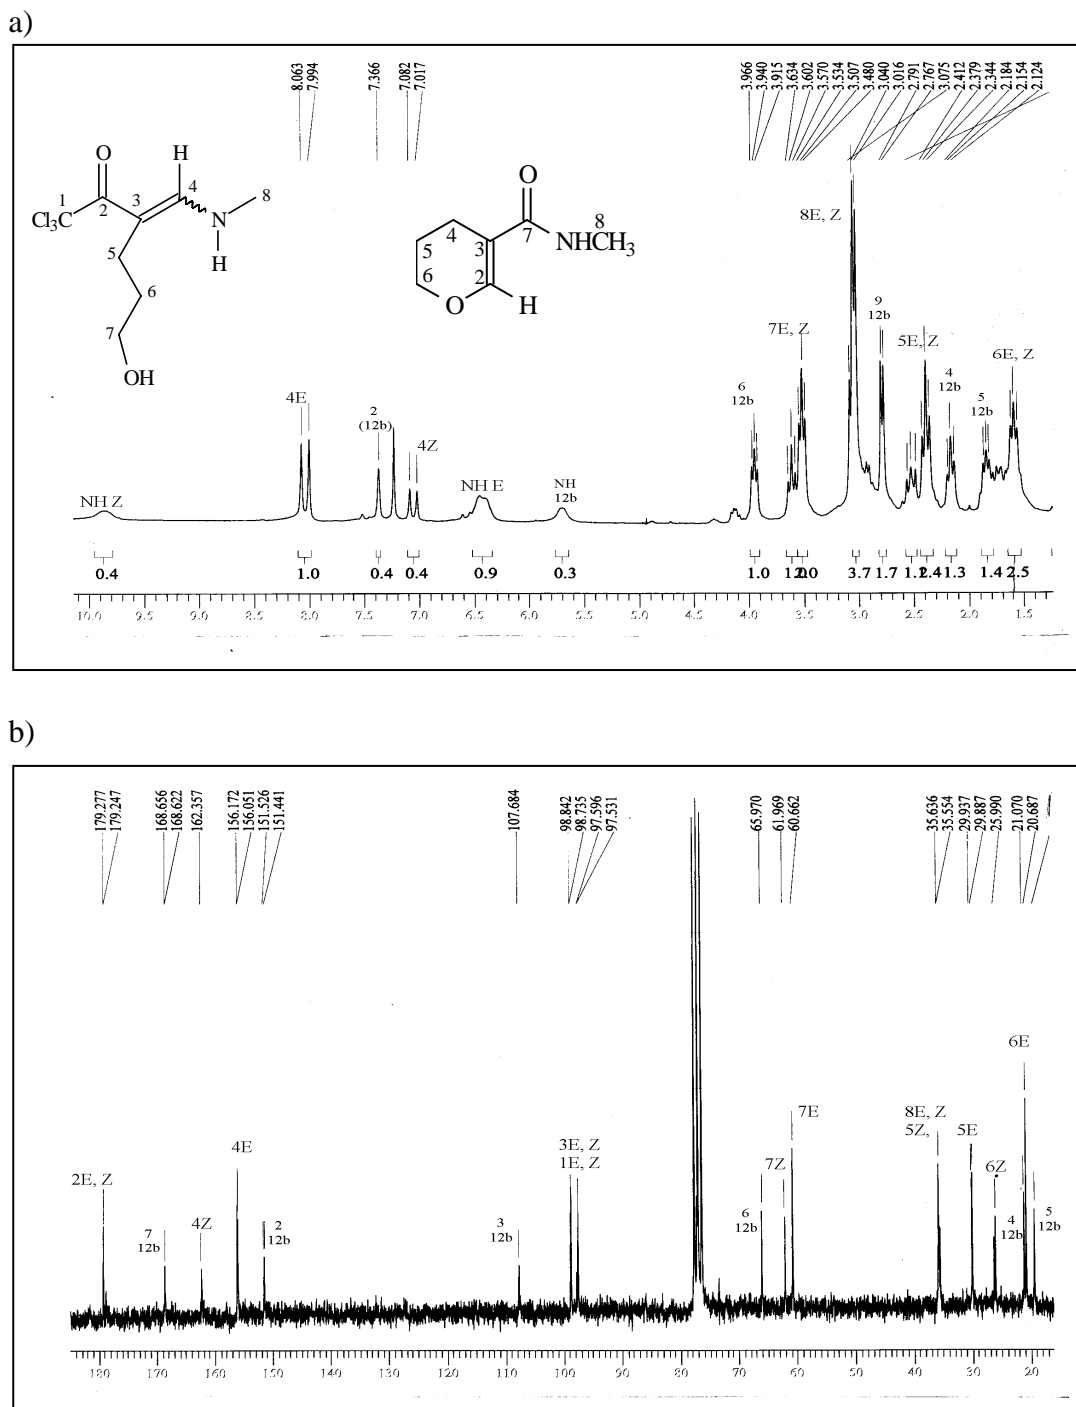 a)
8.063 7.994 7.366 7.082 7.017 3.966 3.940 3.915 3.634 3.602 3.570 3.534 3.507 3.480 3.040 3.016 2.791 2.767 3.075 2.412 2.379 2.344 2.184 2.154 2.124
O H
1 2 3 4 8
Cl3C N
H
5
6
7
OH
O
4 7 8
5 3 NHCH3
6 2
O H
8E, Z
9
12b
7E, Z
5E, Z
6E, Z
4
12b
5
12b
6
12b
4E
2
(12b)
4Z
NH Z
NH E
NH
12b
0.4 1.0 0.4 0.4 0.9 0.3 1.0 3.7 1.7 2.4 1.3 1.4 2.5
10.0 9.5 9.0 8.5 8.0 7.5 7.0 6.5 6.0 5.5 5.0 4.5 4.0 3.5 3.0 2.5 2.0 1.5
b)
179.277 179.247 168.656 168.622 162.357 156.172 156.051 151.526 151.441 107.684 98.842 98.735 97.596 97.531 65.970 61.969 60.662 35.636 35.554 29.937 29.887 25.990 21.070 20.687
6E
7E
8E, Z
5Z,
5E
4E
3E, Z
1E, Z
7Z
6Z
2E, Z
7
12b
4Z
2
12b
3
12b
6
12b
4
12b
5
12b
180 170 160 150 140 130 120 110 100 90 80 70 60 50 40 30 20